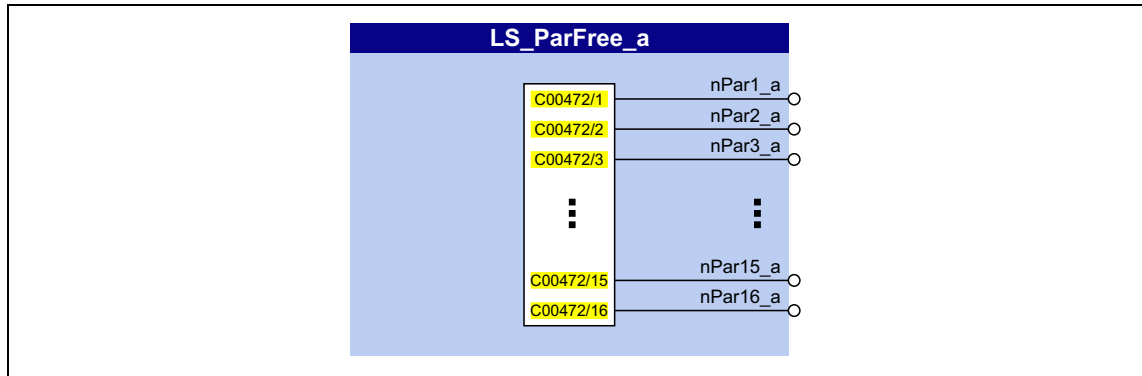 LS_ParFree_a
C00472/1 nPar1_a
C00472/2 nPar2_a
C00472/3 nPar3_a
C00472/15 nPar15_a
C00472/16 nPar16_a